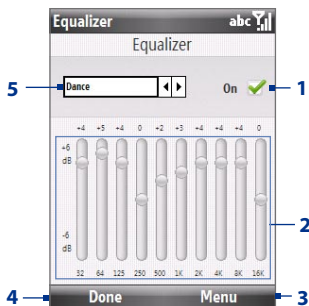 Equalizer abc
Equalizer
5 Dance On 1
+4 +5 +4 0 +2 +3 +4 +4 +4 0
+6
dB
2
-6
dB
32 64 125 250 500 1K 2K 4K 8K 16K
4 Done Menu 3